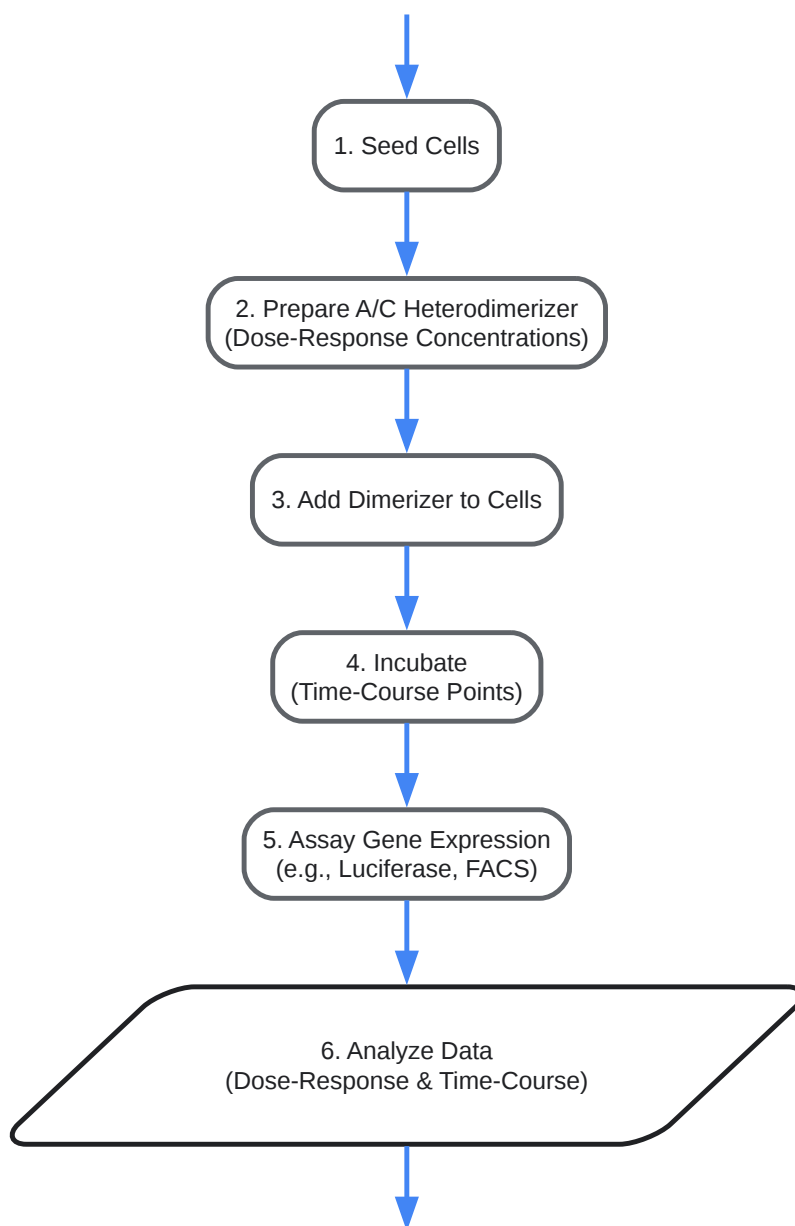 1. Seed Cells
2. Prepare A/C Heterodimerizer
(Dose-Response Concentrations)
3. Add Dimerizer to Cells
4. Incubate
(Time-Course Points)
5. Assay Gene Expression
(e.g., Luciferase, FACS)
6. Analyze Data
(Dose-Response & Time-Course)